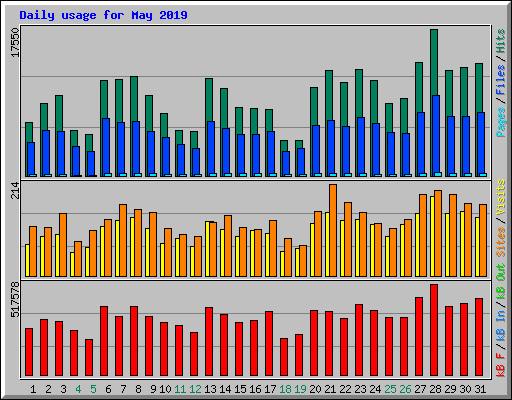 Daily usage for May 2019
17550
Pages / Files / Hits
214
Sites / Visits
517578
kB F / kB In / kB Out
1 2 3 4 5 6 7 8 9 10 11 12 13 14 15 16 17 18 19 20 21 22 23 24 25 26 27 28 29 30 31